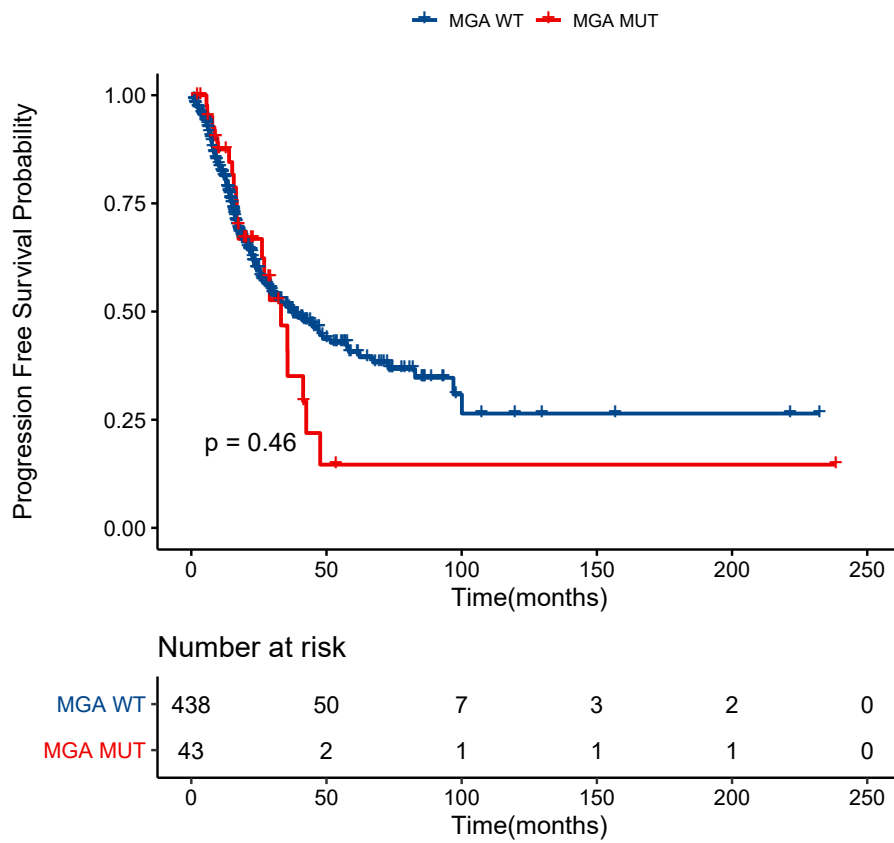 MGA WT MGA MUT
Progression Free Survival Probability
1.00
0.75
0.50
0.25
0.00
p = 0.46
0 50 100 150 200 250
Time(months)
Number at risk
MGA WT 438 50 7 3 2 0
MGA MUT 43 2 1 1 1 0
0 50 100 150 200 250
Time(months)